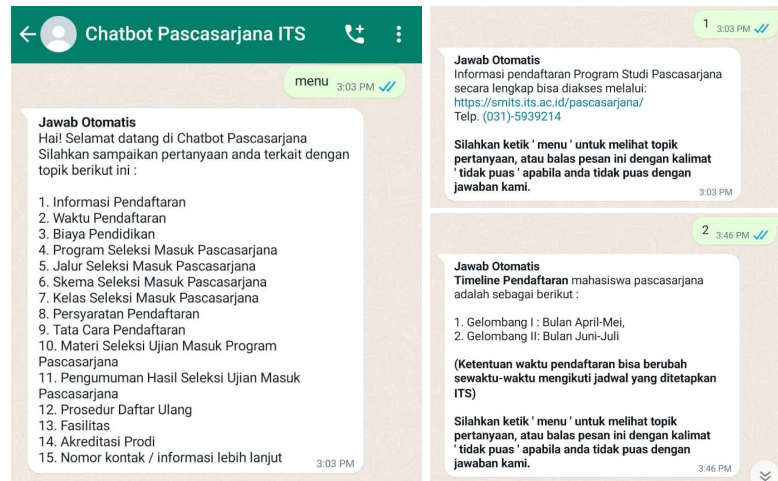 Chatbot Pascasarjana ITS
menu 3:03 PM
Jawab Otomatis
Hai! Selamat datang di Chatbot Pascasarjana
Silahkan sampaikan pertanyaan anda terkait dengan
topik berikut ini :
1. Informasi Pendaftaran
2. Waktu Pendaftaran
3. Biaya Pendidikan
4. Program Seleksi Masuk Pascasarjana
5. Jalur Seleksi Masuk Pascasarjana
6. Skema Seleksi Masuk Pascasarjana
7. Kelas Seleksi Masuk Pascasarjana
8. Persyaratan Pendaftaran
9. Tata Cara Pendaftaran
10. Materi Seleksi Ujian Masuk Program
Pascasarjana
11. Pengumuman Hasil Seleksi Ujian Masuk
Pascasarjana
12. Prosedur Daftar Ulang
13. Fasilitas
14. Akreditasi Prodi
15. Nomor kontak / informasi lebih lanjut 3:03 PM
1 3:03 PM
Jawab Otomatis
Informasi pendaftaran Program Studi Pascasarjana
secara lengkap bisa diakses melalui:
https://smits.its.ac.id/pascasarjana/
Telp. (031)-5939214
Silahkan ketik ' menu ' untuk melihat topik
pertanyaan, atau balas pesan ini dengan kalimat
' tidak puas ' apabila anda tidak puas dengan
jawaban kami. 3:03 PM
2 3:46 PM
Jawab Otomatis
Timeline Pendaftaran mahasiswa pascasarjana
adalah sebagai berikut :
1. Gelombang I : Bulan April-Mei,
2. Gelombang II: Bulan Juni-Juli
(Ketentuan waktu pendaftaran bisa berubah
sewaktu-waktu mengikuti jadwal yang ditetapkan
ITS)
Silahkan ketik ' menu ' untuk melihat topik
pertanyaan, atau balas pesan ini dengan kalimat
' tidak puas ' apabila anda tidak puas dengan
jawaban kami. 3:46 PM